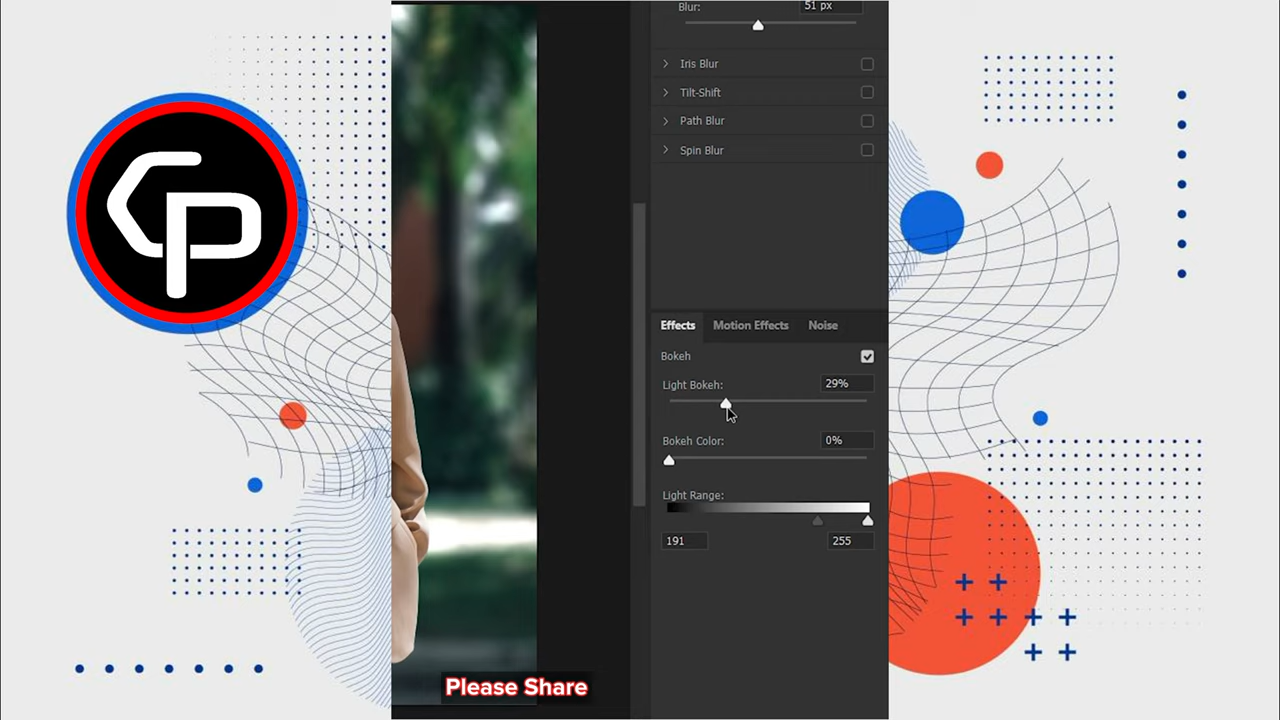 CP
Blur:
51 px
Iris Blur
Tilt-Shift
Path Blur
Spin Blur
Effects Motion Effects Noise
Bokeh
Light Bokeh:
29%
Bokeh Color:
0%
Light Range:
191
255
Please Share